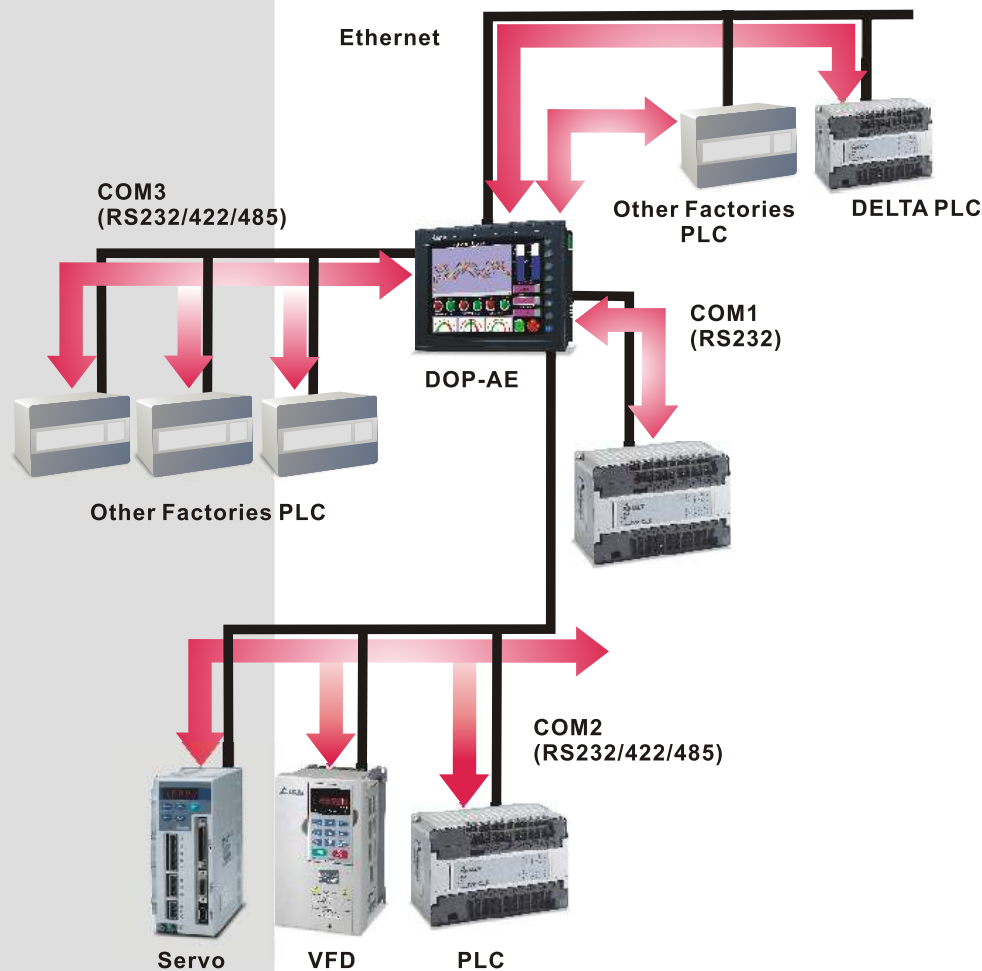 Ethernet
COM3
(RS232/422/485)
Other Factories
PLC
DELTA PLC
COM1
(RS232)
DOP-AE
Other Factories PLC
COM2
(RS232/422/485)
Servo
VFD
PLC